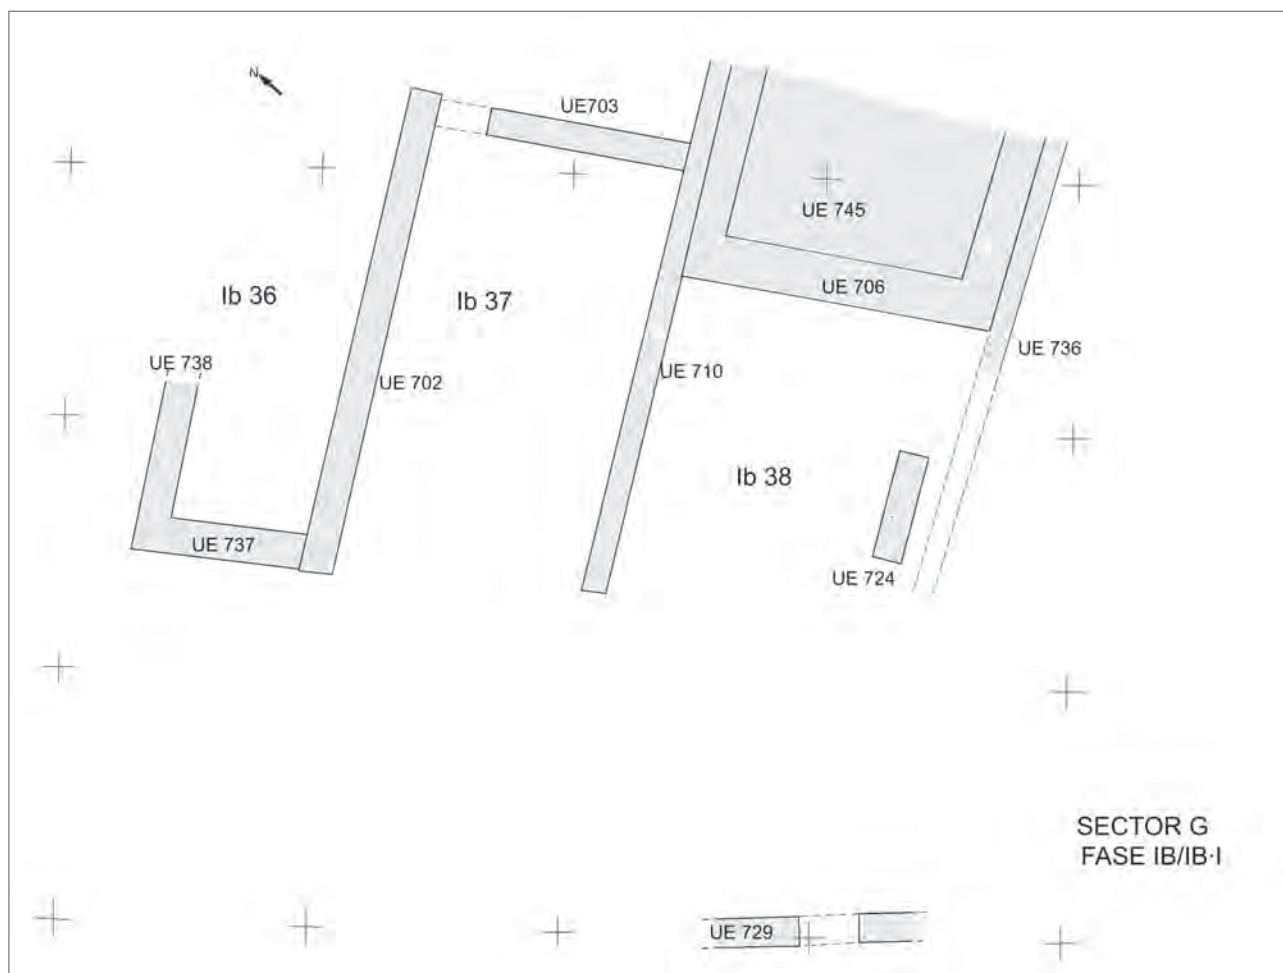 N
UE703
UE 745
UE 706
Ib 36
Ib 37
UE 738
UE 702
UE 710
UE 736
Ib 38
UE 737
UE 724
SECTOR G
FASE IB/IB·I
UE 729